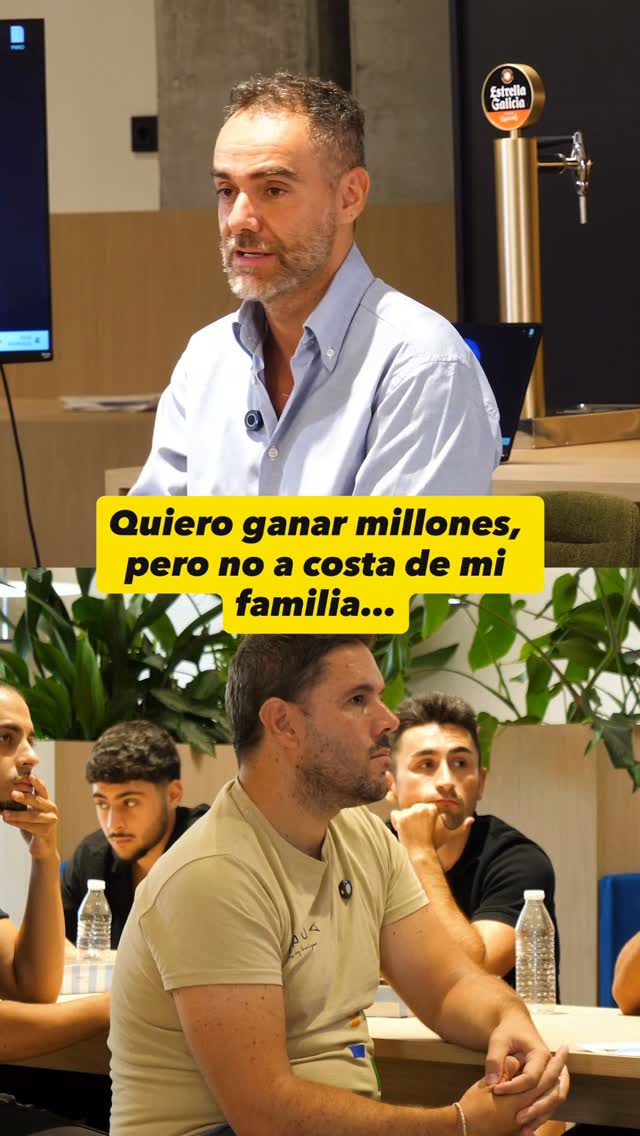 Estrella
Galicia
Quiero ganar millones,
pero no a costa de mi
familia...